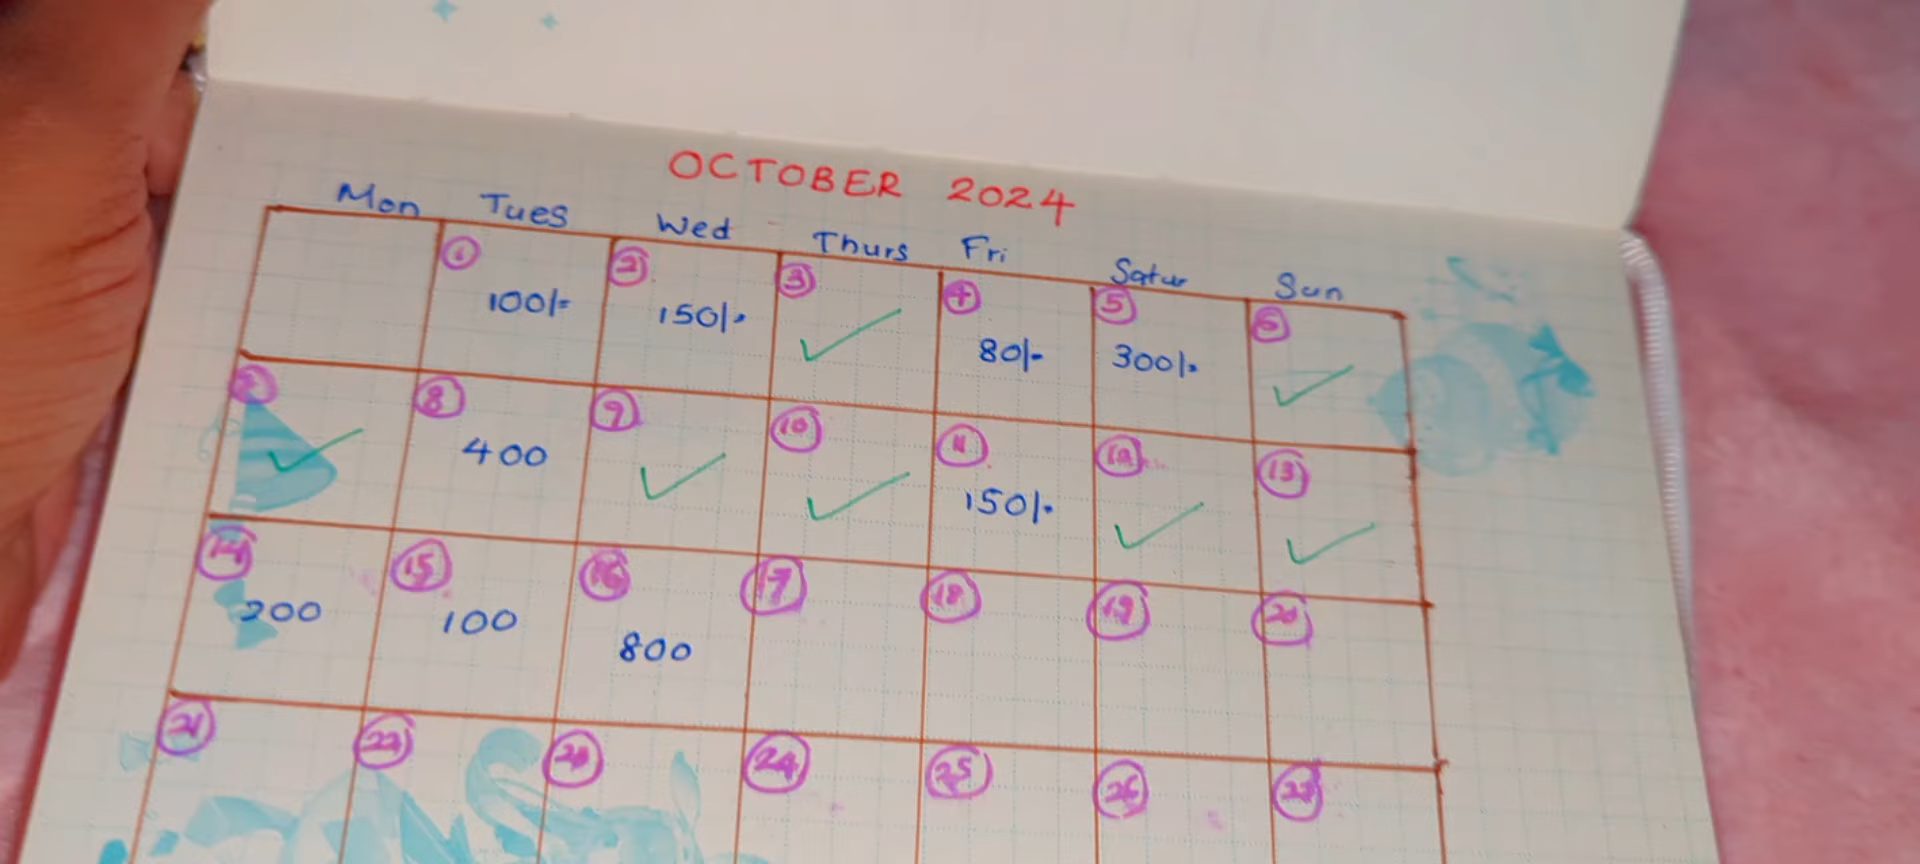 OCTOBER 2024
Mon Tues Wed Thurs Fri Satur Sun
1 2 3 4 5 6
100/= 150/- ✓ 80/- 300/- ✓
7 8 9 10 11 12 13
✓ 400 ✓ ✓ 150/- ✓ ✓
14 15 16 17 18 19 20
200 100 800
21 22 23 24 25 26 27